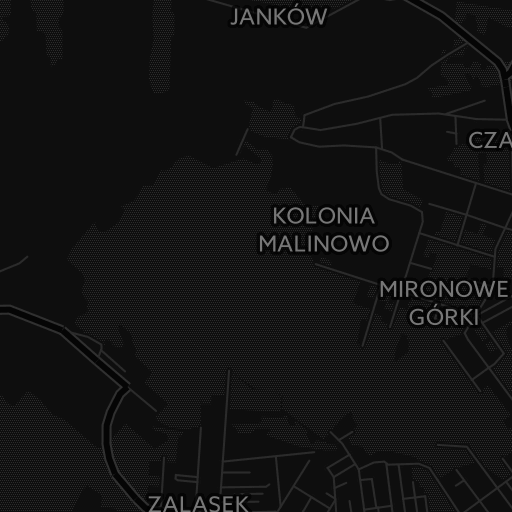 JANKÓW
CZA
KOLONIA
MALINOWO
MIRONOWE
GÓRKI
ZALASEK